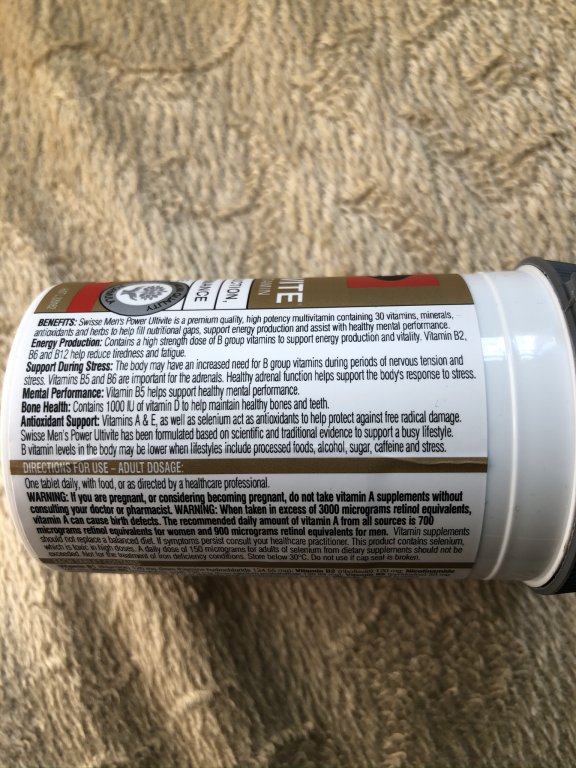 BENEFITS: Swisse Men's Power Ultivite is a premium quality, high potency multivitamin containing 30 vitamins, minerals,
antioxidants and herbs to help fill nutritional gaps, support energy production and assist with healthy mental performance.
Energy Production: Contains a high strength dose of B group vitamins to support energy production and vitality. Vitamin B2,
B6 and B12 help reduce tiredness and fatigue.
Support During Stress: The body may have an increased need for B group vitamins during periods of nervous tension and
stress. Vitamins B5 and B6 are important for the adrenals. Healthy adrenal function helps support the body's response to stress.
Mental Performance: Vitamin B5 helps support healthy mental performance.
Bone Health: Contains 1000 IU of vitamin D to help maintain healthy bones and teeth.
Antioxidant Support: Vitamins A & E, as well as selenium act as antioxidants to help protect against free radical damage.
Swisse Men's Power Ultivite has been formulated based on scientific and traditional evidence to support a busy lifestyle.
B vitamin levels in the body may be lower when lifestyles include processed foods, alcohol, sugar, caffeine and stress.
DIRECTIONS FOR USE - ADULT DOSAGE:
One tablet daily, with food, or as directed by a healthcare professional.
WARNING: If you are pregnant, or considering becoming pregnant, do not take vitamin A supplements without
consulting your doctor or pharmacist. WARNING: When taken in excess of 3000 micrograms retinol equivalents,
vitamin A can cause birth defects. The recommended daily amount of vitamin A from all sources is 700
micrograms retinol equivalents for women and 900 micrograms retinol equivalents for men. Vitamin supplements
should not replace a balanced diet. If symptoms persist consult your healthcare practitioner. This product contains selenium,
which is toxic in high doses. A daily dose of 150 micrograms for adults of selenium from dietary supplements should not be
exceeded. Not for the treatment of iron deficiency conditions. Store below 30°C. Do not use if cap seal is broken.